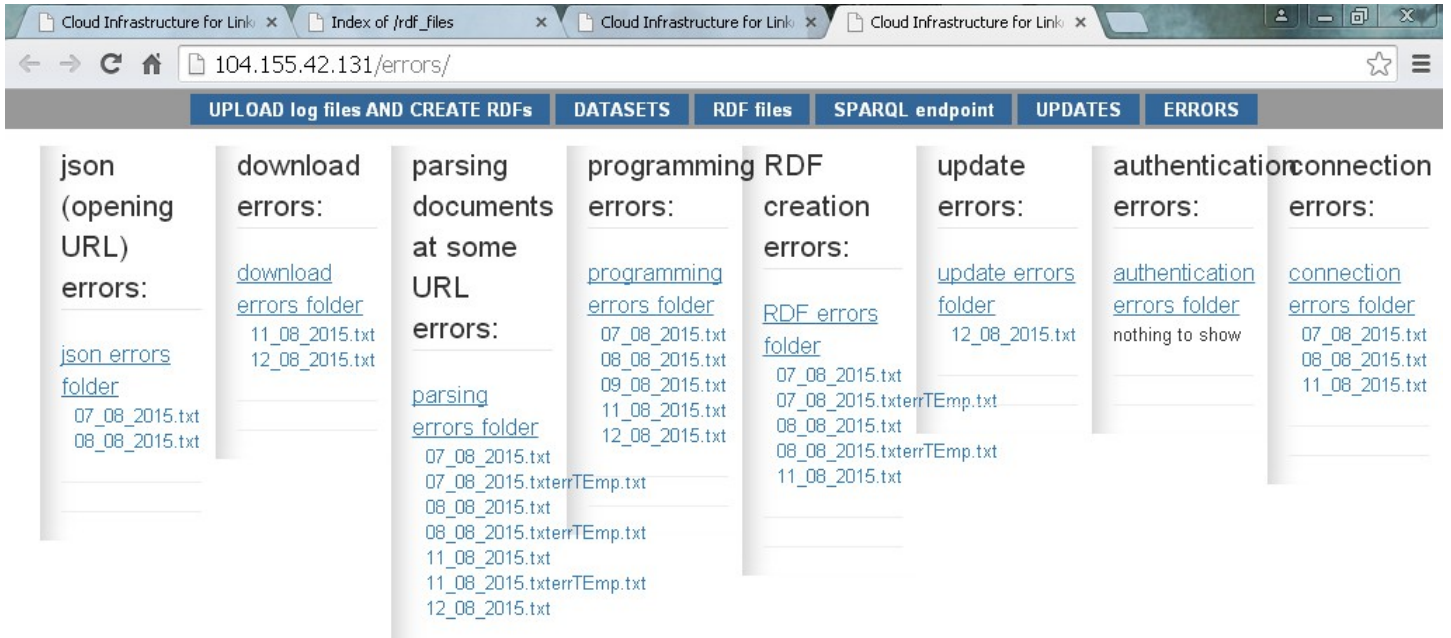 Cloud Infrastructure for Link
Index of /rdf_files
Cloud Infrastructure for Link
Cloud Infrastructure for Link
104.155.42.131/errors/
UPLOAD log files AND CREATE RDFs
DATASETS
RDF files
SPARQL endpoint
UPDATES
ERRORS
json
(opening
URL)
errors:
json errors
folder
07_08_2015.txt
08_08_2015.txt
download
errors:
download
errors folder
11_08_2015.txt
12_08_2015.txt
parsing
documents
at some
URL
errors:
parsing
errors folder
07_08_2015.txt
07_08_2015.txterrTEmp.txt
08_08_2015.txt
08_08_2015.txterrTEmp.txt
11_08_2015.txt
11_08_2015.txterrTEmp.txt
12_08_2015.txt
programming
errors:
programming
errors folder
07_08_2015.txt
08_08_2015.txt
09_08_2015.txt
11_08_2015.txt
12_08_2015.txt
RDF
creation
errors:
RDF errors
folder
07_08_2015.txt
07_08_2015.txterrTEmp.txt
08_08_2015.txt
08_08_2015.txterrTEmp.txt
11_08_2015.txt
update
errors:
update errors
folder
12_08_2015.txt
authentication
errors:
authentication
errors folder
nothing to show
connection
errors:
connection
errors folder
07_08_2015.txt
08_08_2015.txt
11_08_2015.txt